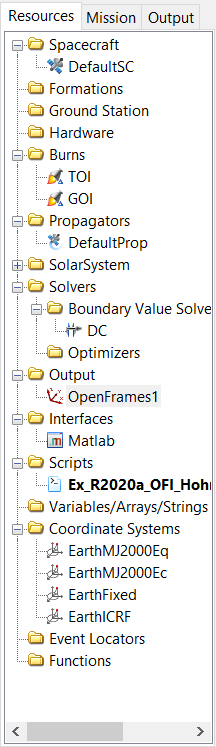 Resources Mission Output
Spacecraft
DefaultSC
Formations
Ground Station
Hardware
Burns
TOI
GOI
Propagators
DefaultProp
SolarSystem
Solvers
Boundary Value Solve
DC
Optimizers
Output
OpenFrames1
Interfaces
Matlab
Scripts
Ex_R2020a_OFI_Hohr
Variables/Arrays/Strings
Coordinate Systems
EarthMJ2000Eq
EarthMJ2000Ec
EarthFixed
EarthICRF
Event Locators
Functions